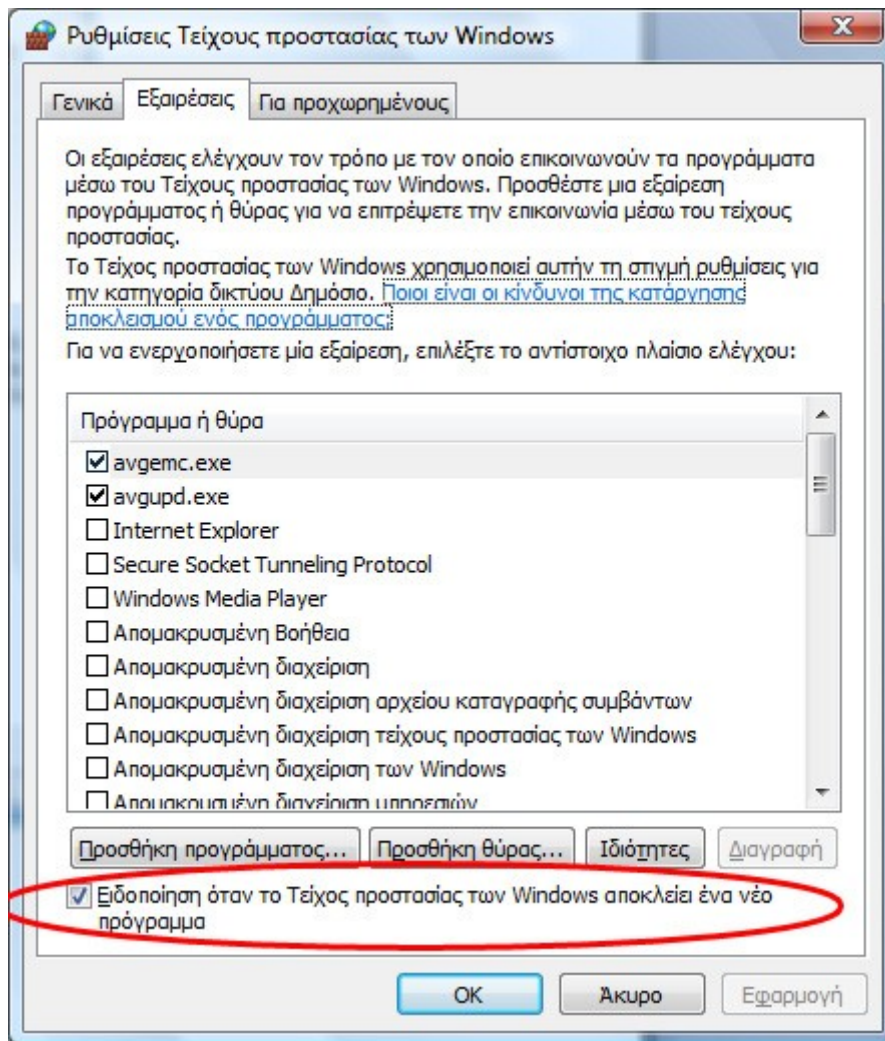 Ρυθμίσεις Τείχους προστασίας των Windows
Γενικά
Εξαιρέσεις
Για προχωρημένους
Οι εξαιρέσεις ελέγχουν τον τρόπο με τον οποίο επικοινωνούν τα προγράμματα
μέσω του Τείχους προστασίας των Windows. Προσθέστε μια εξαίρεση
προγράμματος ή θύρας για να επιτρέψετε την επικοινωνία μέσω του τείχους
προστασίας.
Το Τείχος προστασίας των Windows χρησιμοποιεί αυτήν τη στιγμή ρυθμίσεις για
την κατηγορία δικτύου Δημόσιο. Ποιοι είναι οι κίνδυνοι της κατάργησης
αποκλεισμού ενός προγράμματος;
Για να ενεργοποιήσετε μία εξαίρεση, επιλέξτε το αντίστοιχο πλαίσιο ελέγχου:
Πρόγραμμα ή θύρα
avgemc.exe
avgupd.exe
Internet Explorer
Secure Socket Tunneling Protocol
Windows Media Player
Απομακρυσμένη Βοήθεια
Απομακρυσμένη διαχείριση
Απομακρυσμένη διαχείριση αρχείου καταγραφής συμβάντων
Απομακρυσμένη διαχείριση τείχους προστασίας των Windows
Απομακρυσμένη διαχείριση των Windows
Απομακρυσμένη διαχείριση υπηρεσιών
Προσθήκη προγράμματος...
Προσθήκη θύρας...
Ιδιότητες
Διαγραφή
Ειδοποίηση όταν το Τείχος προστασίας των Windows αποκλείει ένα νέο
πρόγραμμα
OK
Άκυρο
Εφαρμογή